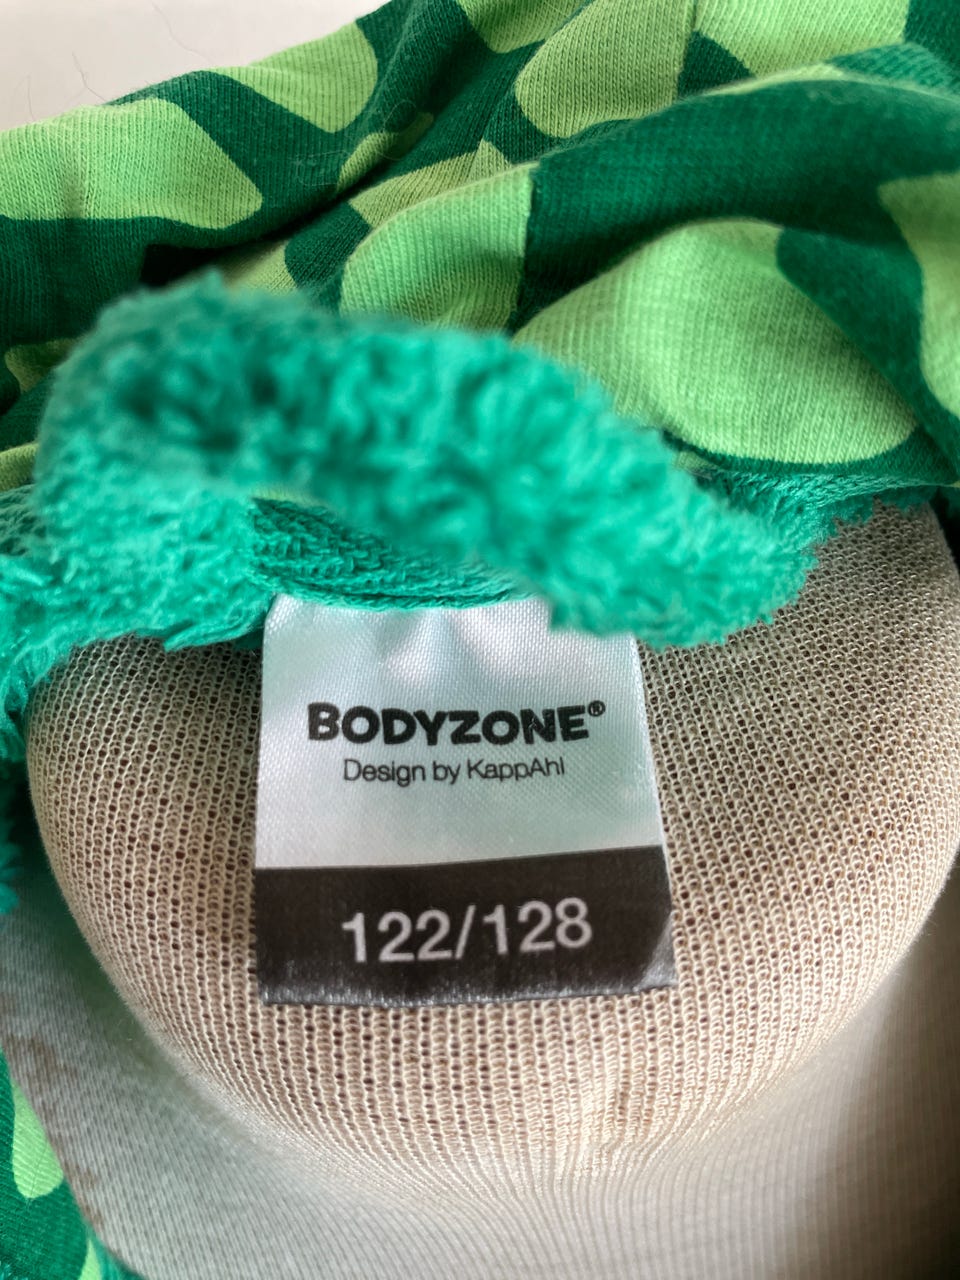 BODYZONE®
Design by KappAhl
122/128